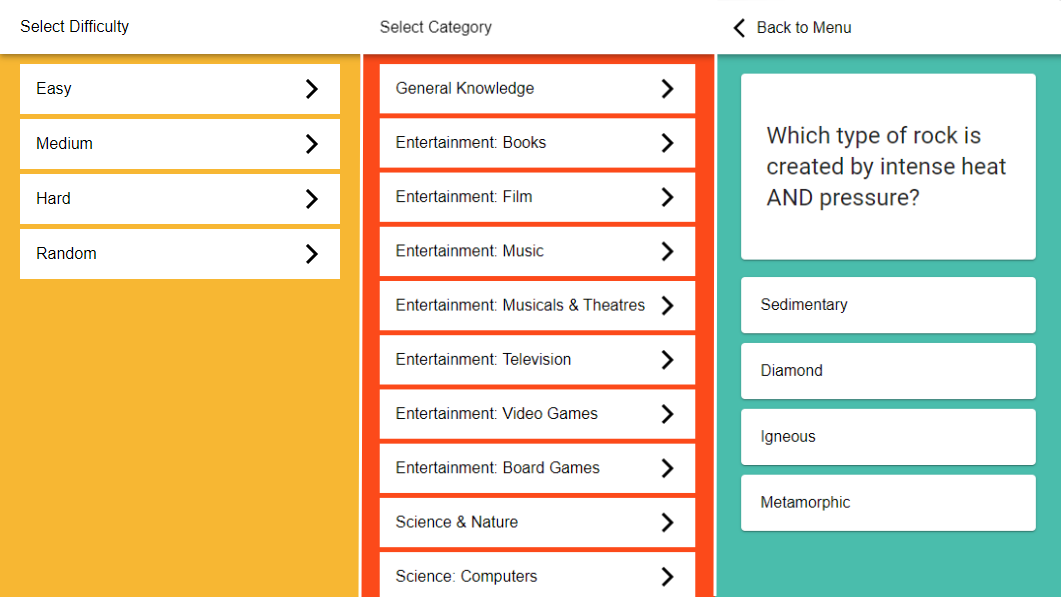 Select Difficulty
Easy
Medium
Hard
Random
Select Category
General Knowledge
Entertainment: Books
Entertainment: Film
Entertainment: Music
Entertainment: Musicals & Theatres
Entertainment: Television
Entertainment: Video Games
Entertainment: Board Games
Science & Nature
Science: Computers
Back to Menu
Which type of rock is
created by intense heat
AND pressure?
Sedimentary
Diamond
Igneous
Metamorphic